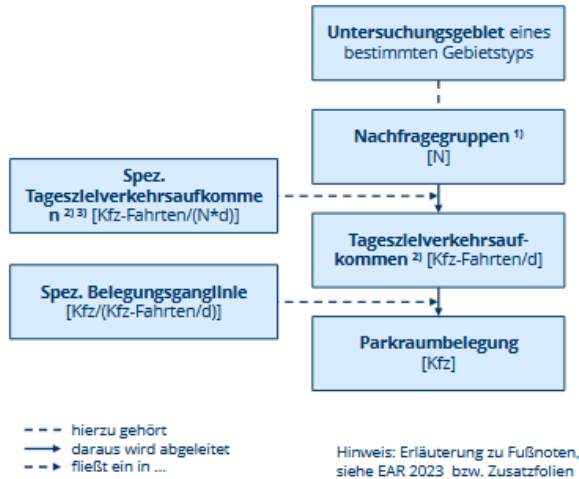 Untersuchungsgebiet eines
bestimmten Gebietstyps
Nachfragegruppen ¹⁾
[N]
Spez.
Tageszielverkehrsaufkomme
n ²⁾ ³⁾ [Kfz-Fahrten/(N*d)]
Tageszielverkehrsauf-
kommen ²⁾ [Kfz-Fahrten/d]
Spez. Belegungsganglinie
[Kfz/(Kfz-Fahrten/d)]
Parkraumbelegung
[Kfz]
hierzu gehört
daraus wird abgeleitet
fließt ein in ...
Hinweis: Erläuterung zu Fußnoten,
siehe EAR 2023 bzw. Zusatzfolien